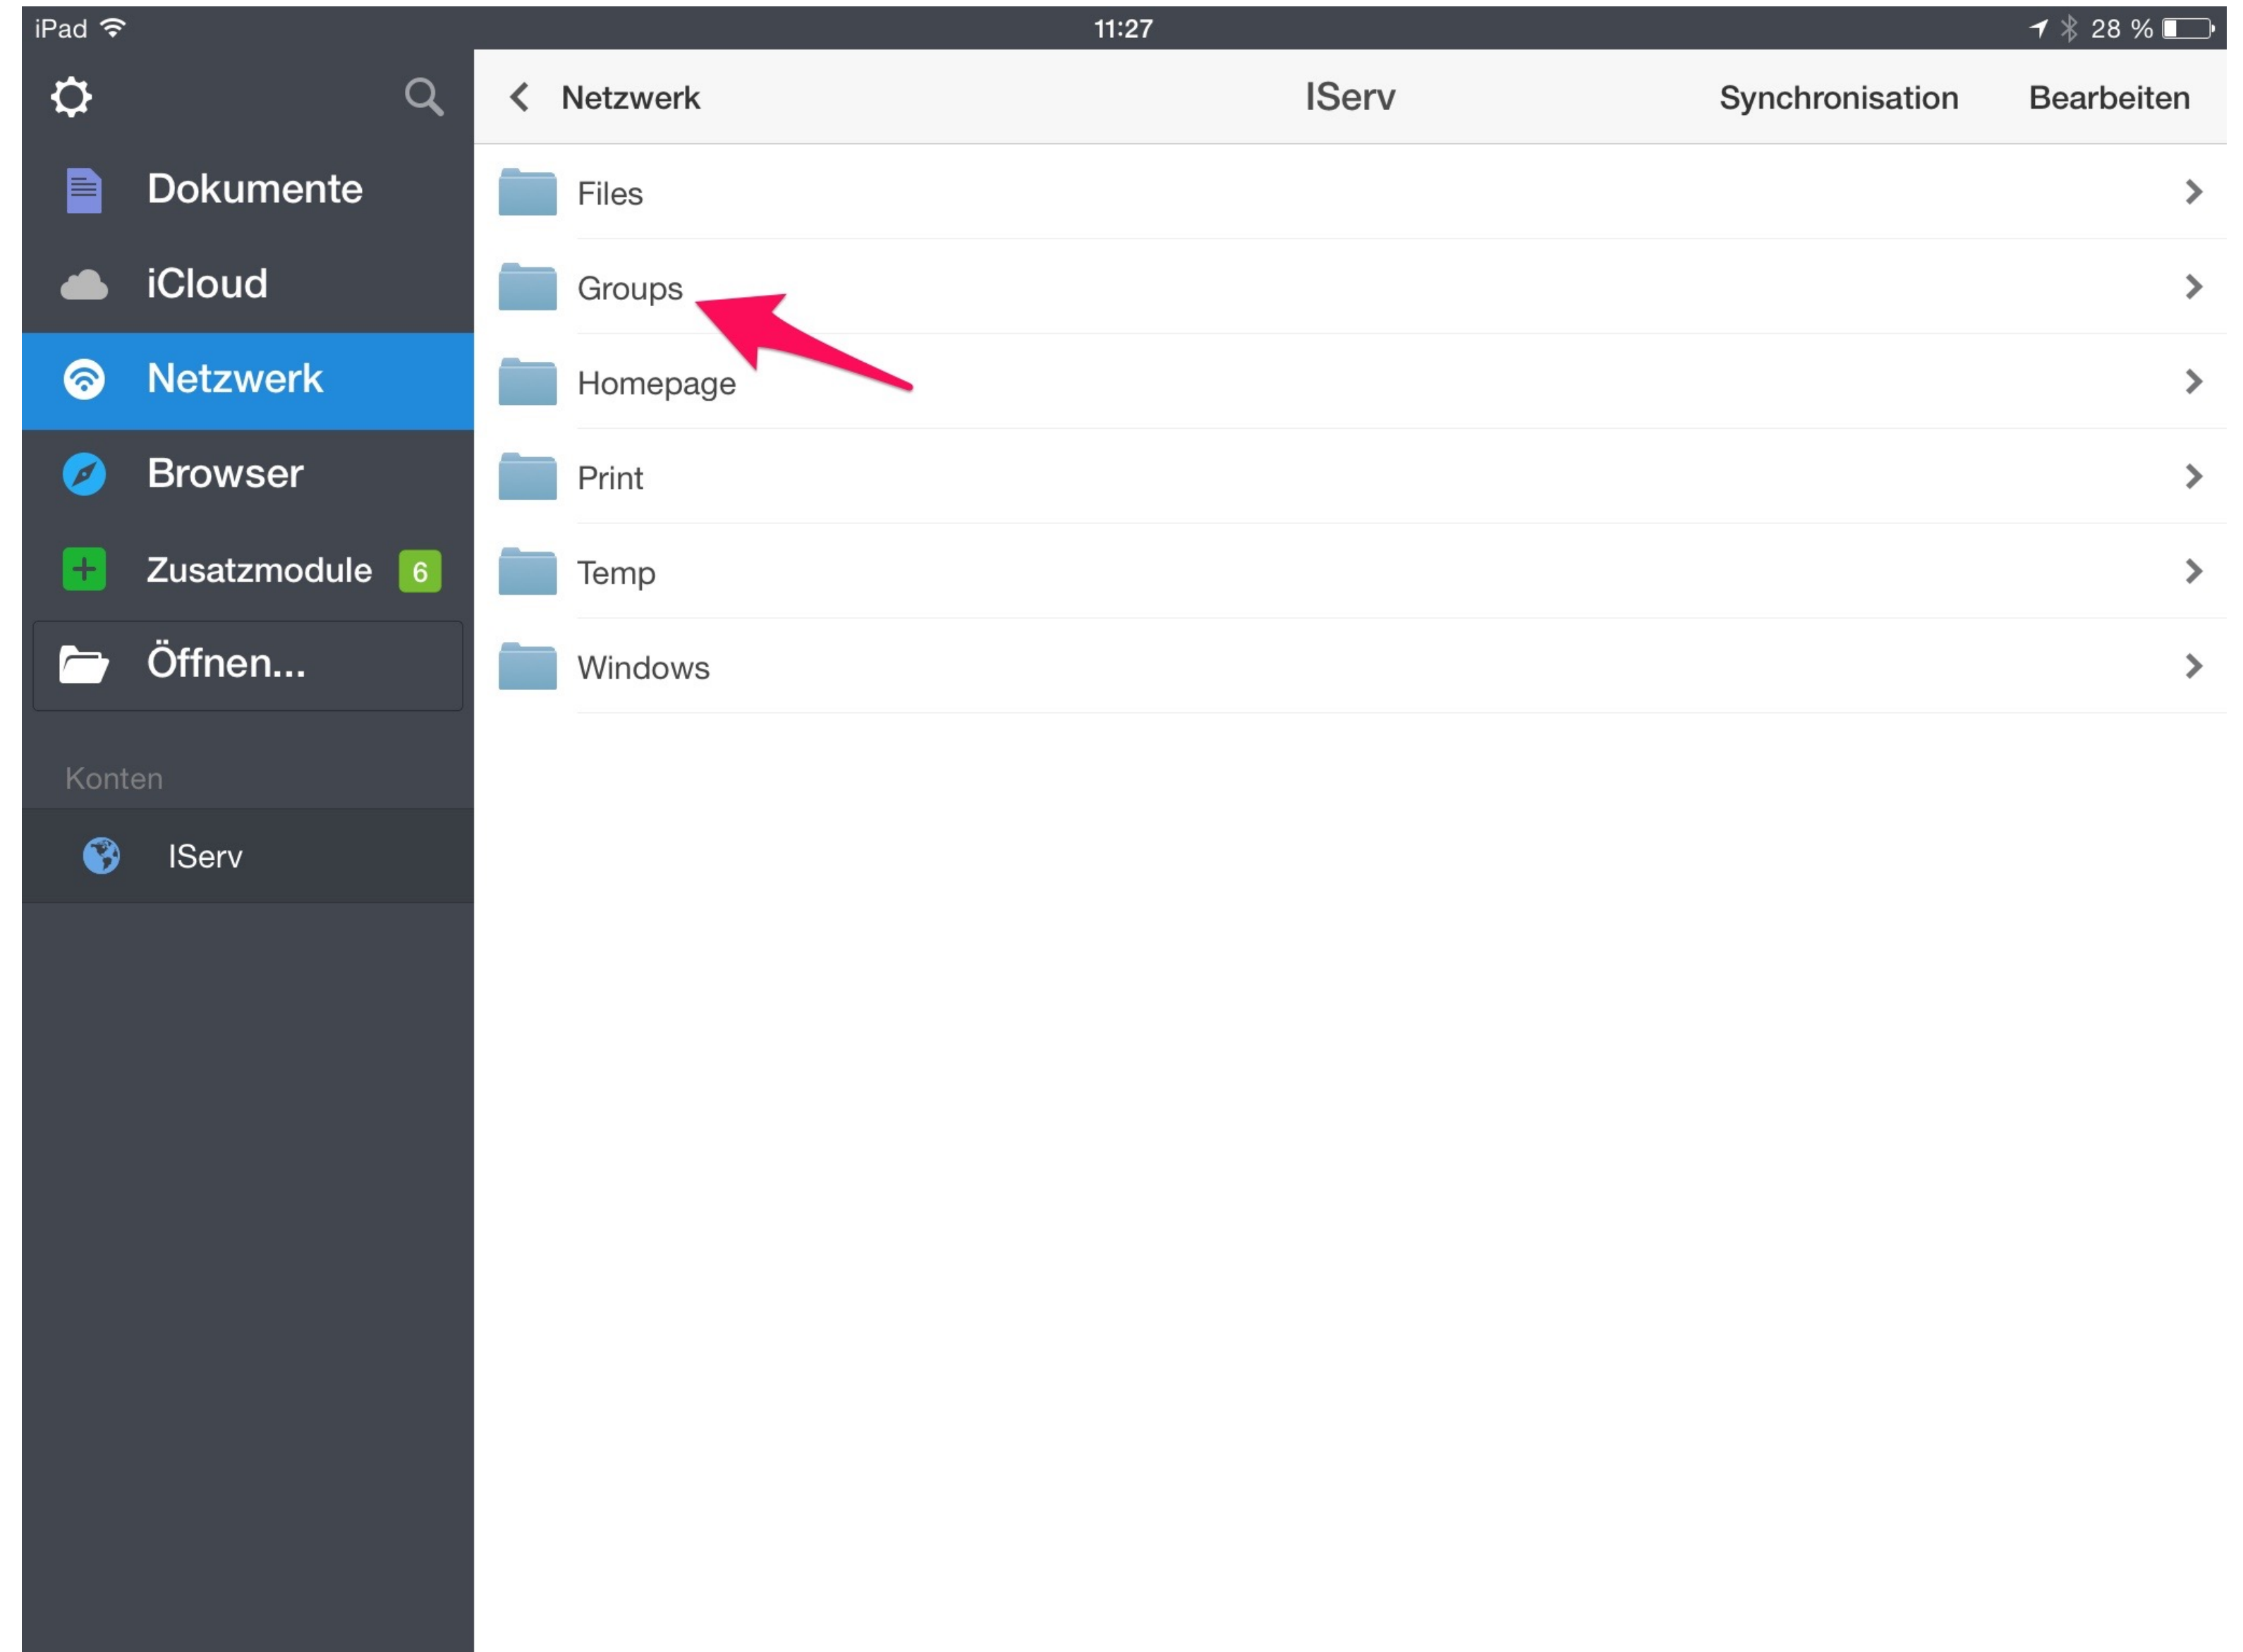 iPad 11:27 28 %
Netzwerk IServ Synchronisation Bearbeiten
Dokumente
iCloud
Netzwerk
Browser
Zusatzmodule 6
Öffnen...
Konten
IServ
Files
Groups
Homepage
Print
Temp
Windows